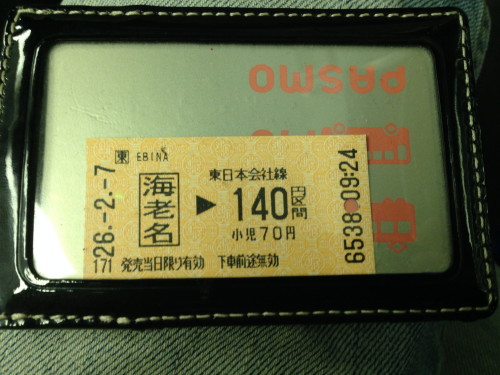 PASMO
東 EBINA
東日本会社線
海老名 ▶ 140円区間
小児70円
26.-2.-7
6538 09:24
171 発売当日限り有効 下車前途無効